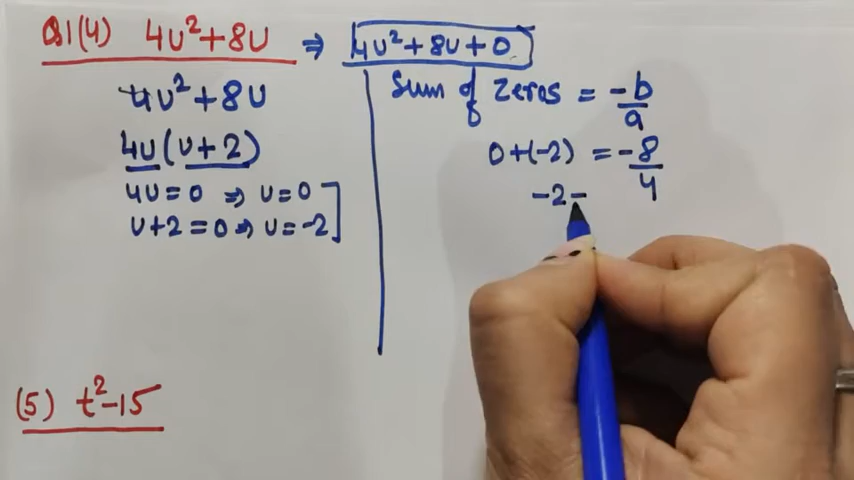 Q1(4) 4u²+8u ⇒ 4u²+8u+0
4u²+8u
4u(u+2)
4u=0 ⇒ u=0
u+2=0 ⇒ u=-2
Sum of Zeroes = -b/a
0+(-2) = -8/4
-2 -
(5) t²-15